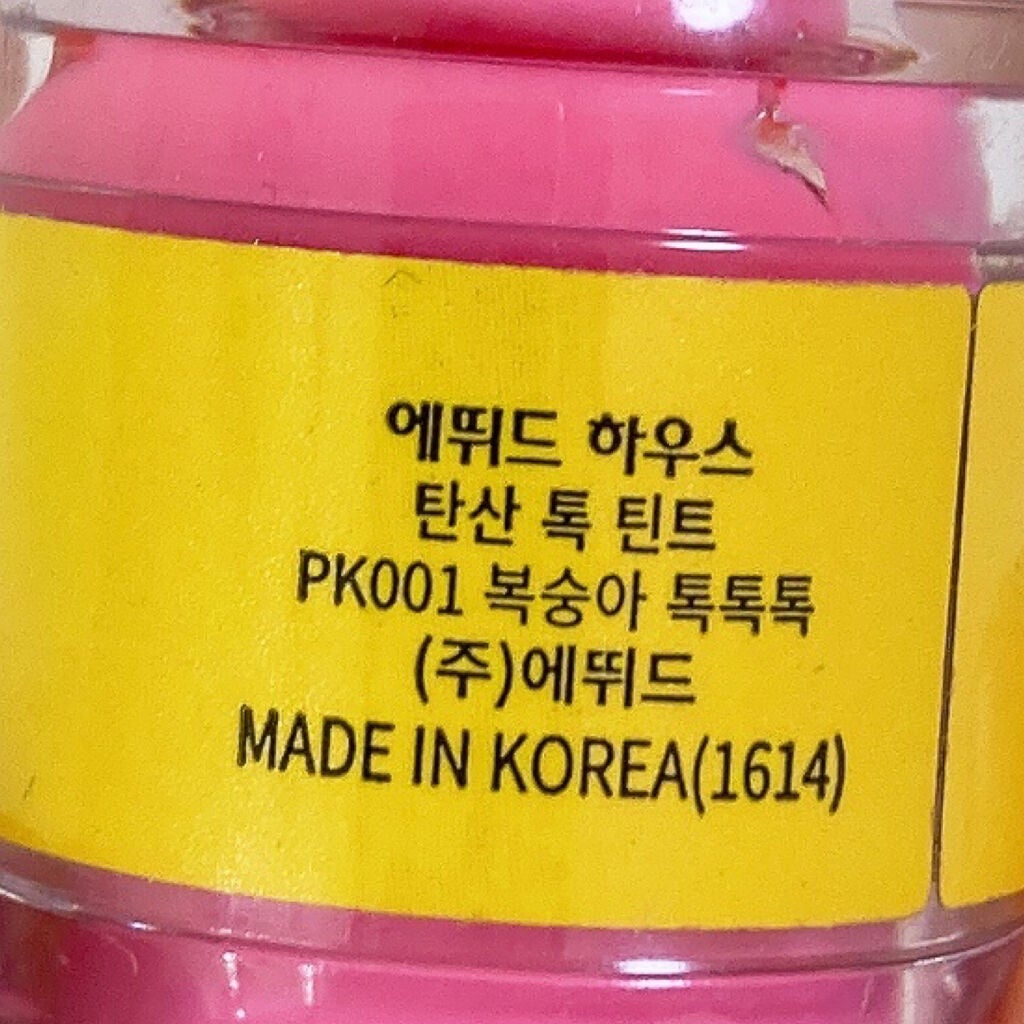 에뛰드 하우스
탄산 톡 틴트
PK001 복숭아 톡톡톡
(주)에뛰드
MADE IN KOREA(1614)